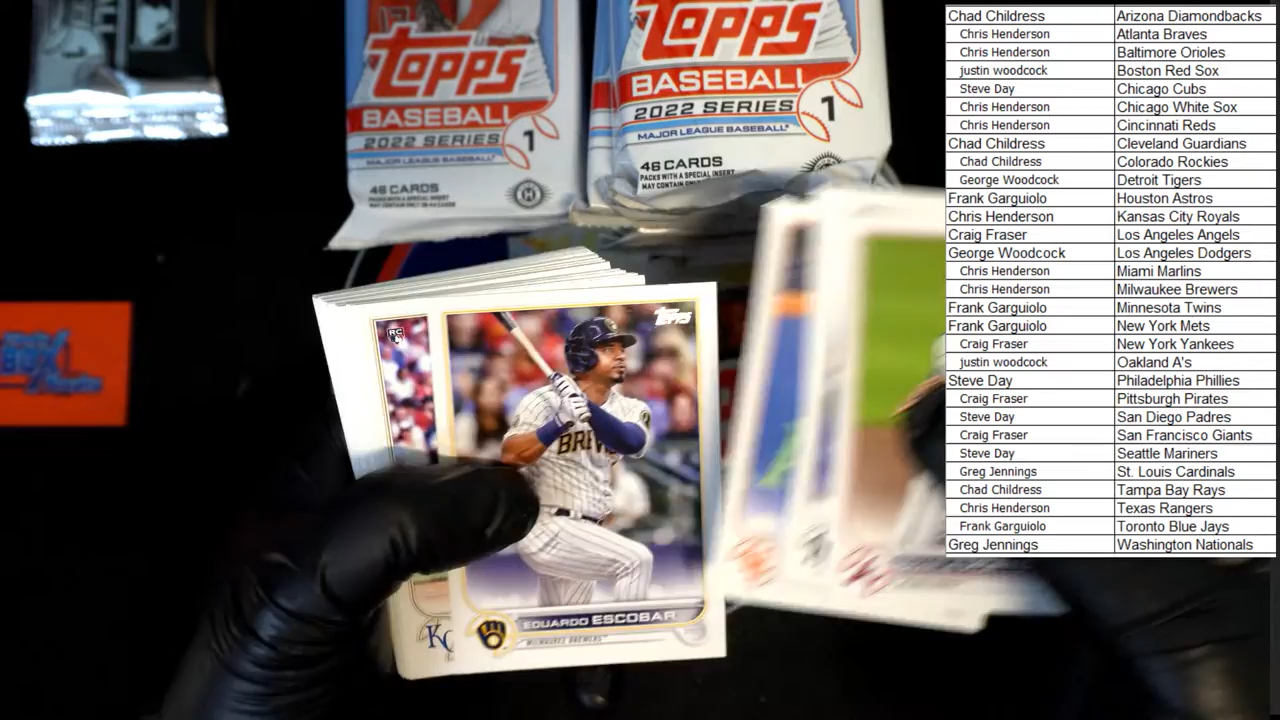 TOPPS
BASEBALL
2022 SERIES 1
MAJOR LEAGUE BASEBALL
46 CARDS
TOPPS
BASEBALL
2022 SERIES 1
MAJOR LEAGUE BASEBALL
46 CARDS
PACKS WITH A SPECIAL INSERT
BOX
RC
Topps
BREW
EDUARDO ESCOBAR
MILWAUKEE BREWERS
KC
Chad Childress Arizona Diamondbacks
Chris Henderson Atlanta Braves
Chris Henderson Baltimore Orioles
justin woodcock Boston Red Sox
Steve Day Chicago Cubs
Chris Henderson Chicago White Sox
Chris Henderson Cincinnati Reds
Chad Childress Cleveland Guardians
Chad Childress Colorado Rockies
George Woodcock Detroit Tigers
Frank Garguiolo Houston Astros
Chris Henderson Kansas City Royals
Craig Fraser Los Angeles Angels
George Woodcock Los Angeles Dodgers
Chris Henderson Miami Marlins
Chris Henderson Milwaukee Brewers
Frank Garguiolo Minnesota Twins
Frank Garguiolo New York Mets
Craig Fraser New York Yankees
justin woodcock Oakland A's
Steve Day Philadelphia Phillies
Craig Fraser Pittsburgh Pirates
Steve Day San Diego Padres
Craig Fraser San Francisco Giants
Steve Day Seattle Mariners
Greg Jennings St. Louis Cardinals
Chad Childress Tampa Bay Rays
Chris Henderson Texas Rangers
Frank Garguiolo Toronto Blue Jays
Greg Jennings Washington Nationals